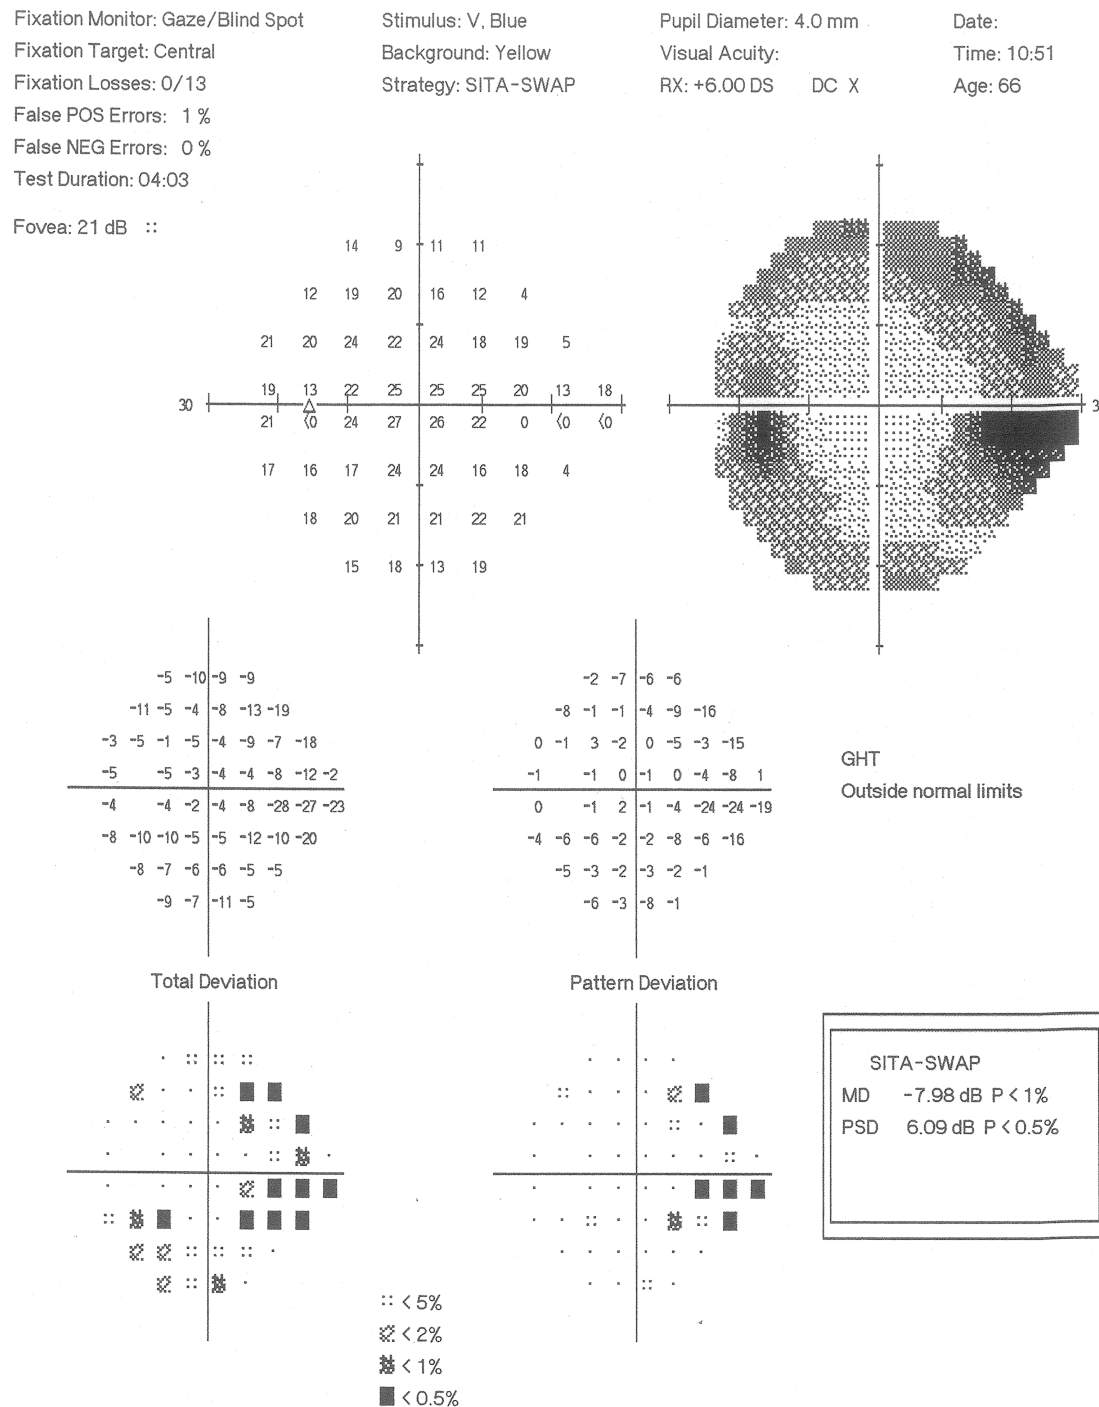 Fixation Monitor: Gaze/Blind Spot Stimulus: V, Blue Pupil Diameter: 4.0 mm Date:
Fixation Target: Central Background: Yellow Visual Acuity: Time: 10:51
Fixation Losses: 0/13 Strategy: SITA-SWAP RX: +6.00 DS DC X Age: 66
False POS Errors: 1 %
False NEG Errors: 0 %
Test Duration: 04:03
Fovea: 21 dB ::
14 9 11 11
12 19 20 16 12 4
21 20 24 22 24 18 19 5
19 13 22 25 25 25 20 13 18
30 3
21 <0 24 27 26 22 0 <0 <0
17 16 17 24 24 16 18 4
18 20 21 21 22 21
15 18 13 19
-5 -10 -9 -9 -2 -7 -6 -6
-11 -5 -4 -8 -13 -19 -8 -1 -1 -4 -9 -16
-3 -5 -1 -5 -4 -9 -7 -18 0 -1 3 -2 0 -5 -3 -15
-5 -5 -3 -4 -4 -8 -12 -2 -1 -1 0 -1 0 -4 -8 1
-4 -4 -2 -4 -8 -28 -27 -23 0 -1 2 -1 -4 -24 -24 -19
-8 -10 -10 -5 -5 -12 -10 -20 -4 -6 -6 -2 -2 -8 -6 -16
-8 -7 -6 -6 -5 -5 -5 -3 -2 -3 -2 -1
-9 -7 -11 -5 -6 -3 -8 -1
GHT
Outside normal limits
Total Deviation Pattern Deviation
SITA-SWAP
MD -7.98 dB P < 1%
PSD 6.09 dB P < 0.5%
:: < 5%
< 2%
< 1%
< 0.5%